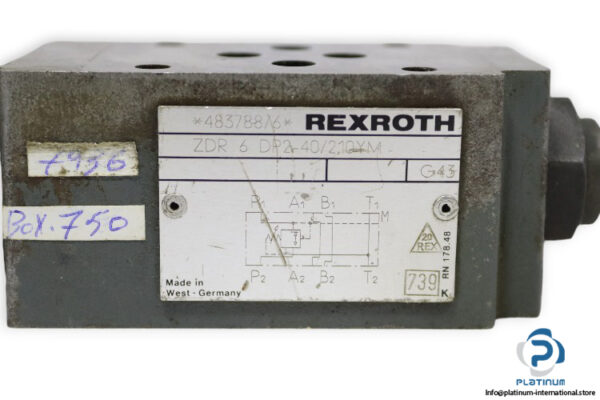 *483788/6* REXROTH
ZDR 6 DP2-40/210YM
G43
7956
Box.750
P1 A1 B1 T1
M
20
REX
RN 178.48
P2 A2 B2 T2
Made in
West - Germany
739
K
PLATINUM
info@platinum-international.store